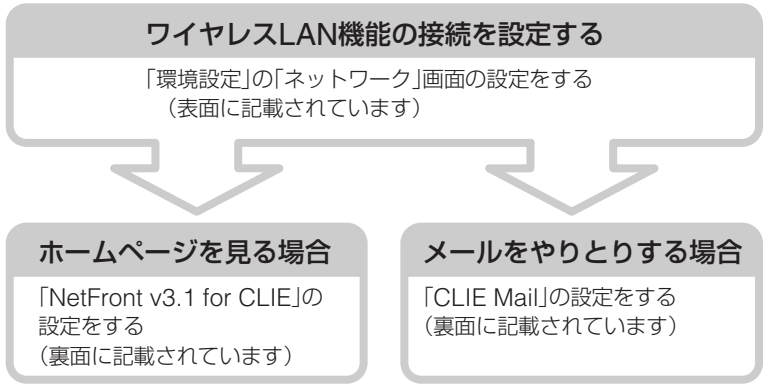 ワイヤレスLAN機能の接続を設定する
「環境設定」の「ネットワーク」画面の設定をする
（表面に記載されています）
ホームページを見る場合
「NetFront v3.1 for CLIE」の
設定をする
（裏面に記載されています）
メールをやりとりする場合
「CLIE Mail」の設定をする
（裏面に記載されています）